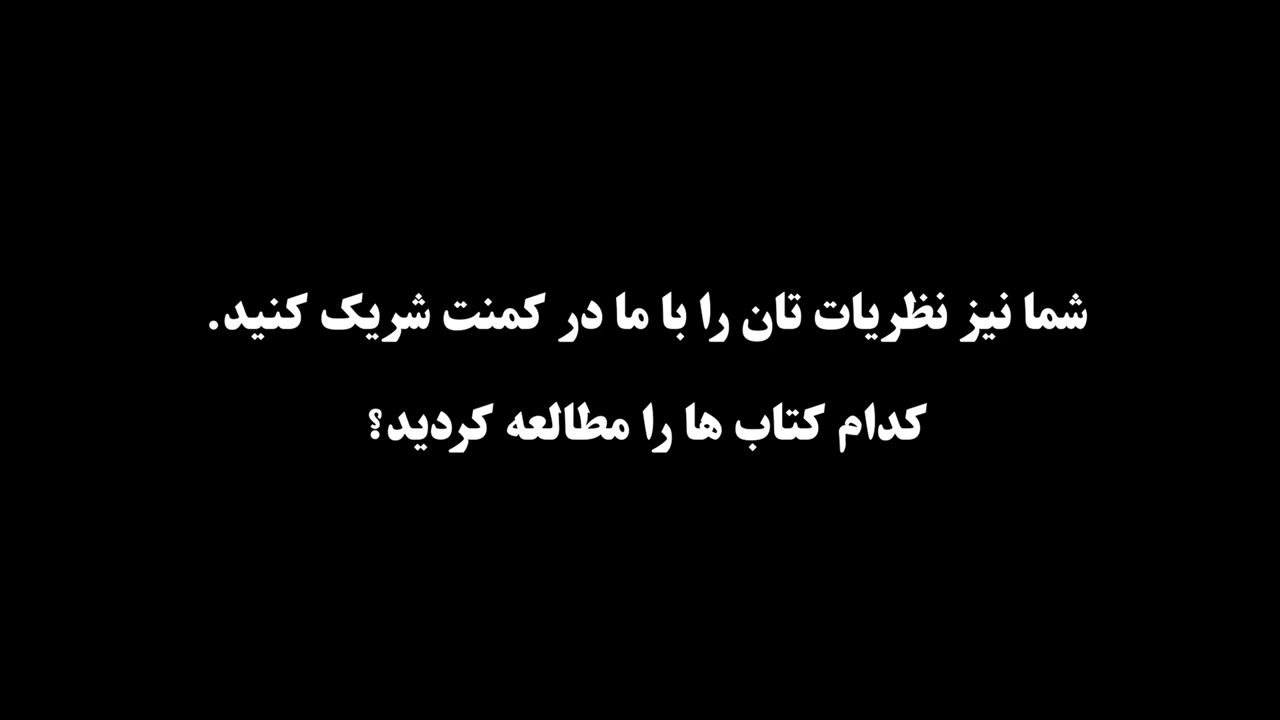 شما نیز نظریات تان را با ما در کمنت شریک کنید.
کدام کتاب ها را مطالعه کردید؟